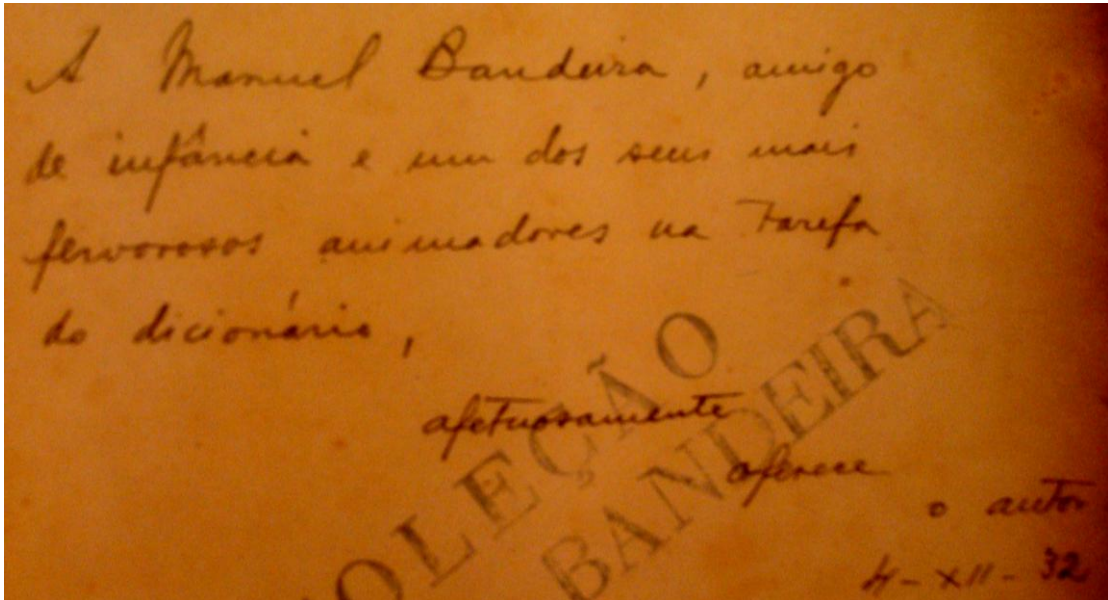 A Manuel Bandeira, amigo
de infância e um dos seus mais
fervorosos animadores na tarefa
do dicionário,
afetuosamente
oferece
o autor
4-XII-32
OLEÇÃO
BANDEIRA